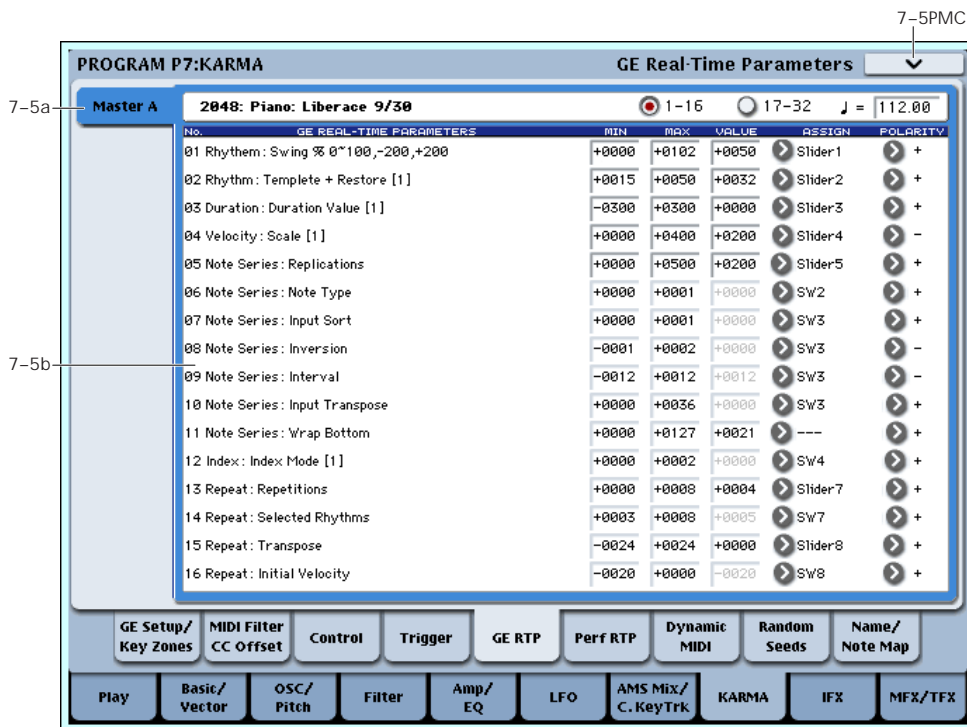 7-5PMC
PROGRAM P7:KARMA GE Real-Time Parameters
7-5a
Master A 2048: Piano: Liberace 9/30 1-16 17-32 ♩ = 112.00
No. GE REAL-TIME PARAMETERS MIN MAX VALUE ASSIGN POLARITY
01 Rhythem: Swing % 0~100,-200,+200 +0000 +0102 +0050 Slider1 +
02 Rhythm: Templete + Restore [1] +0015 +0050 +0032 Slider2 +
03 Duration: Duration Value [1] -0300 +0300 +0000 Slider3 +
04 Velocity: Scale [1] +0000 +0400 +0200 Slider4 -
05 Note Series: Replications +0000 +0500 +0200 Slider5 +
06 Note Series: Note Type +0000 +0001 +0000 SW2 +
07 Note Series: Input Sort +0000 +0001 +0000 SW3 +
08 Note Series: Inversion -0001 +0002 +0000 SW3 -
7-5b
09 Note Series: Interval -0012 +0012 +0012 SW3 -
10 Note Series: Input Transpose +0000 +0036 +0000 SW3 +
11 Note Series: Wrap Bottom +0000 +0127 +0021 --- +
12 Index: Index Mode [1] +0000 +0002 +0000 SW4 +
13 Repeat: Repetitions +0000 +0008 +0004 Slider7 +
14 Repeat: Selected Rhythms +0003 +0008 +0005 SW7 +
15 Repeat: Transpose -0024 +0024 +0000 Slider8 +
16 Repeat: Initial Velocity -0020 +0000 -0020 SW8 +
GE Setup/ Key Zones
MIDI Filter CC Offset
Control
Trigger
GE RTP
Perf RTP
Dynamic MIDI
Random Seeds
Name/ Note Map
Play
Basic/ Vector
OSC/ Pitch
Filter
Amp/ EQ
LFO
AMS Mix/ C. KeyTrk
KARMA
IFX
MFX/TFX